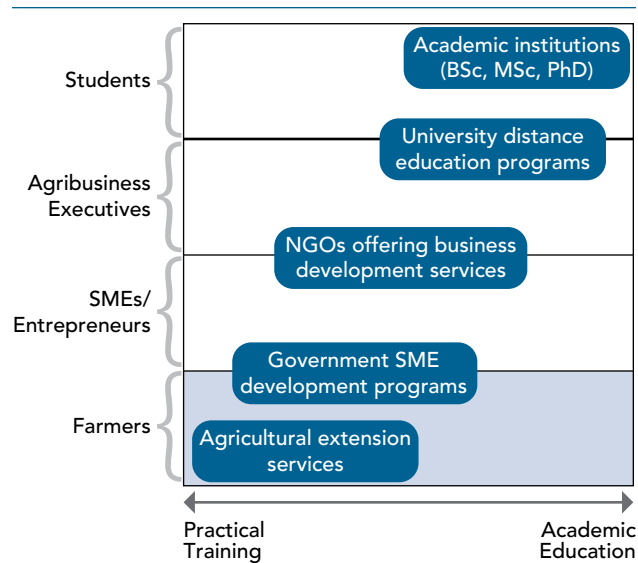 Students
Academic institutions
(BSc, MSc, PhD)
University distance
education programs
Agribusiness
Executives
NGOs offering business
development services
SMEs/
Entrepreneurs
Government SME
development programs
Farmers
Agricultural extension
services
Practical
Training
Academic
Education